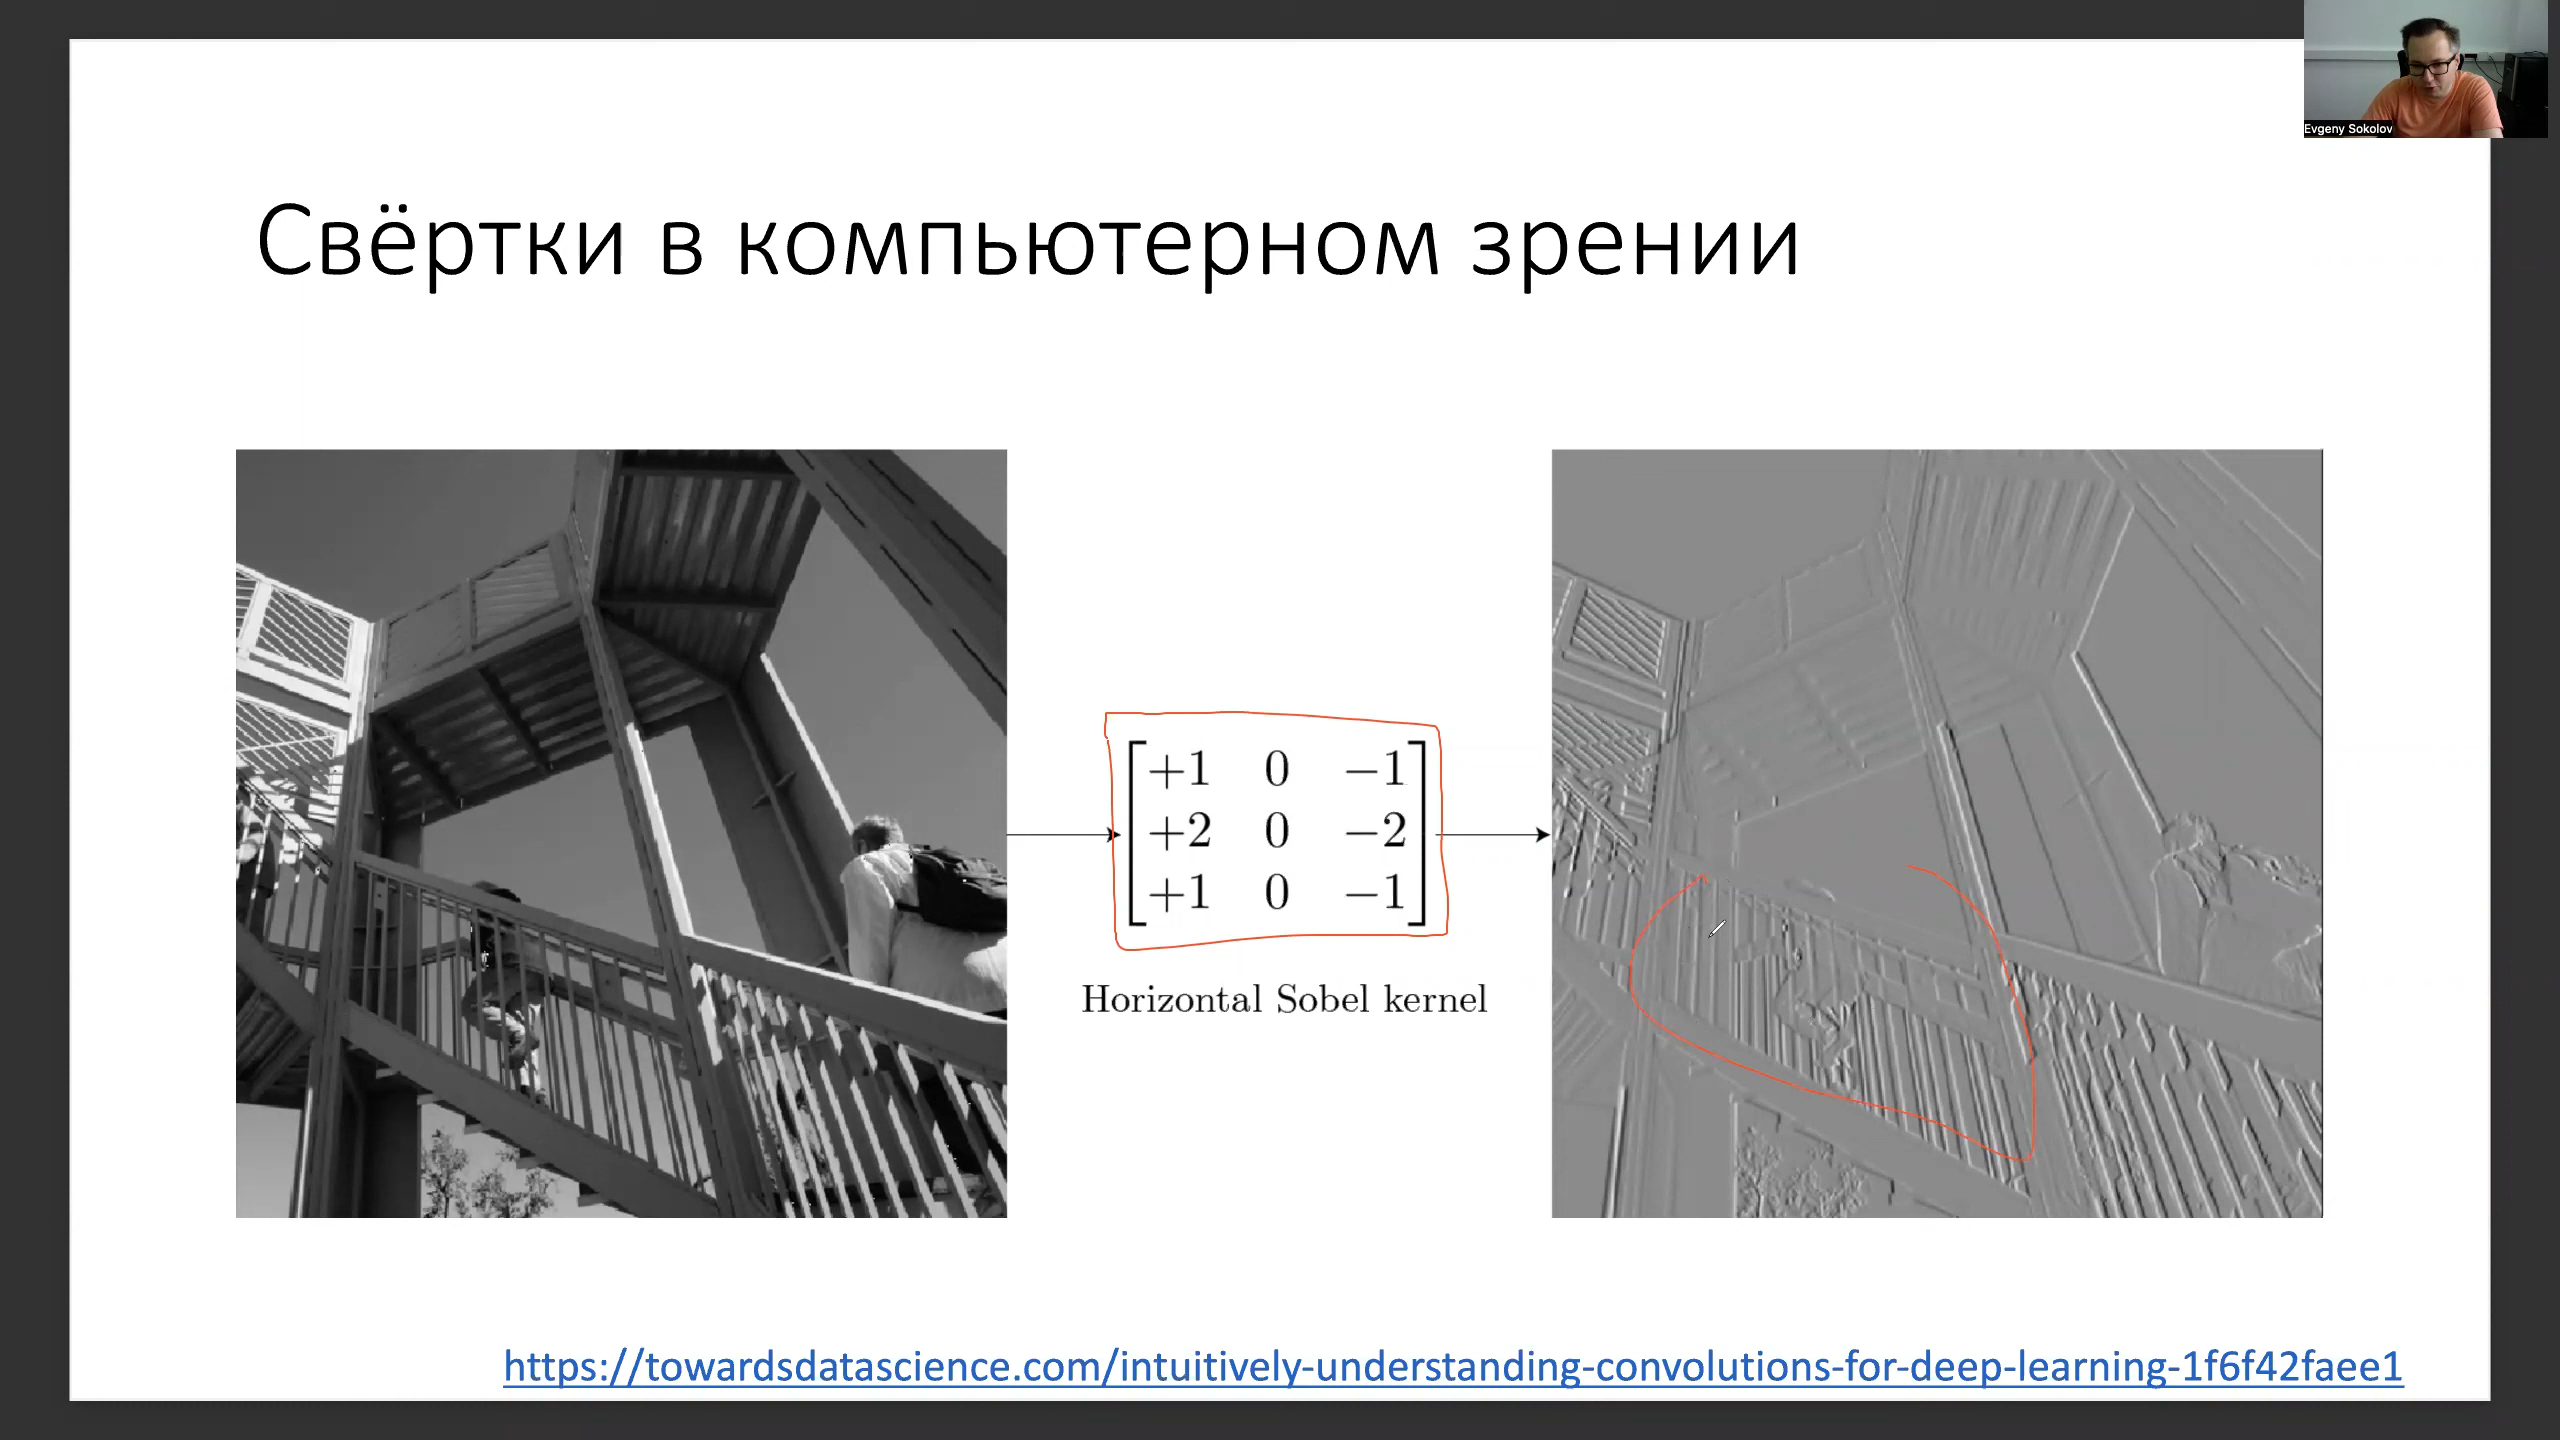 Evgeny Sokolov
Свёртки в компьютерном зрении
+1 0 −1
+2 0 −2
+1 0 −1
Horizontal Sobel kernel
https://towardsdatascience.com/intuitively-understanding-convolutions-for-deep-learning-1f6f42faee1